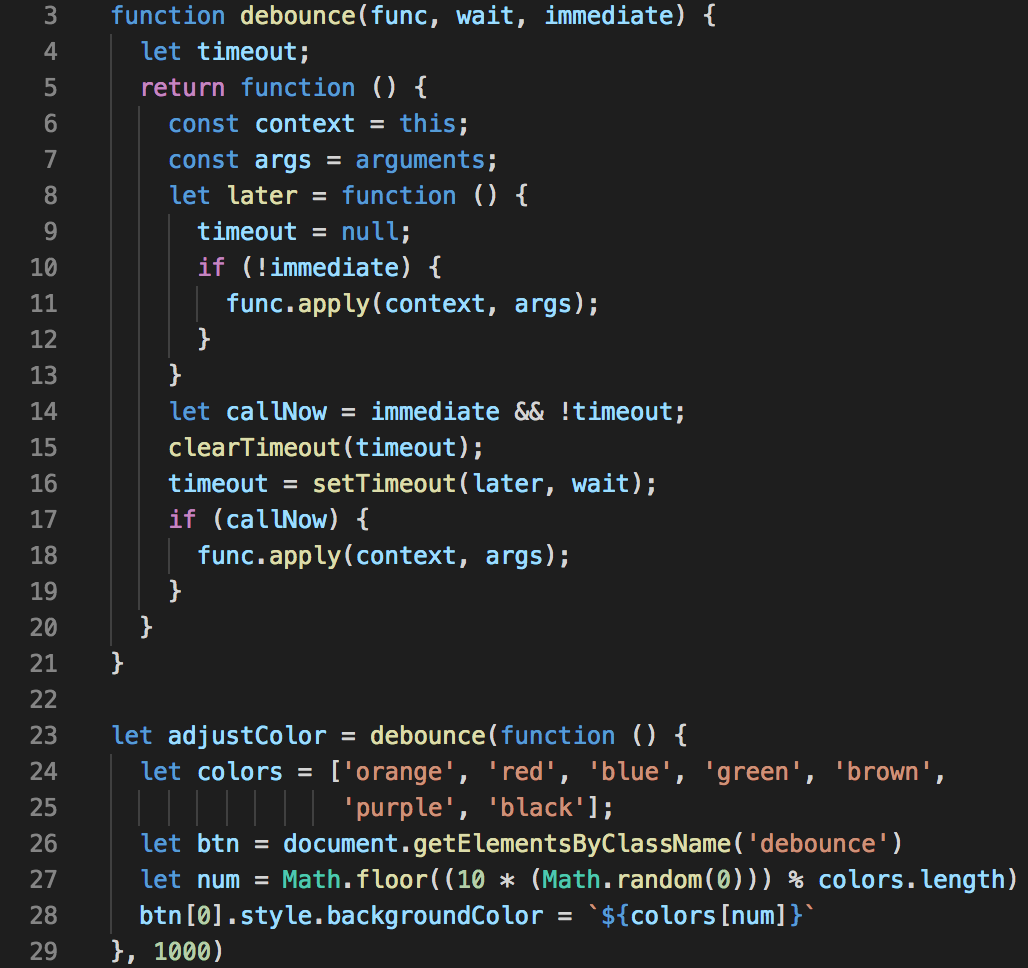 3 function debounce(func, wait, immediate) {
4   let timeout;
5   return function () {
6     const context = this;
7     const args = arguments;
8     let later = function () {
9       timeout = null;
10       if (!immediate) {
11         func.apply(context, args);
12       }
13     }
14     let callNow = immediate && !timeout;
15     clearTimeout(timeout);
16     timeout = setTimeout(later, wait);
17     if (callNow) {
18       func.apply(context, args);
19     }
20   }
21 }
22
23 let adjustColor = debounce(function () {
24   let colors = ['orange', 'red', 'blue', 'green', 'brown',
25                 'purple', 'black'];
26   let btn = document.getElementsByClassName('debounce')
27   let num = Math.floor((10 * (Math.random(0))) % colors.length)
28   btn[0].style.backgroundColor = `${colors[num]}`
29 }, 1000)